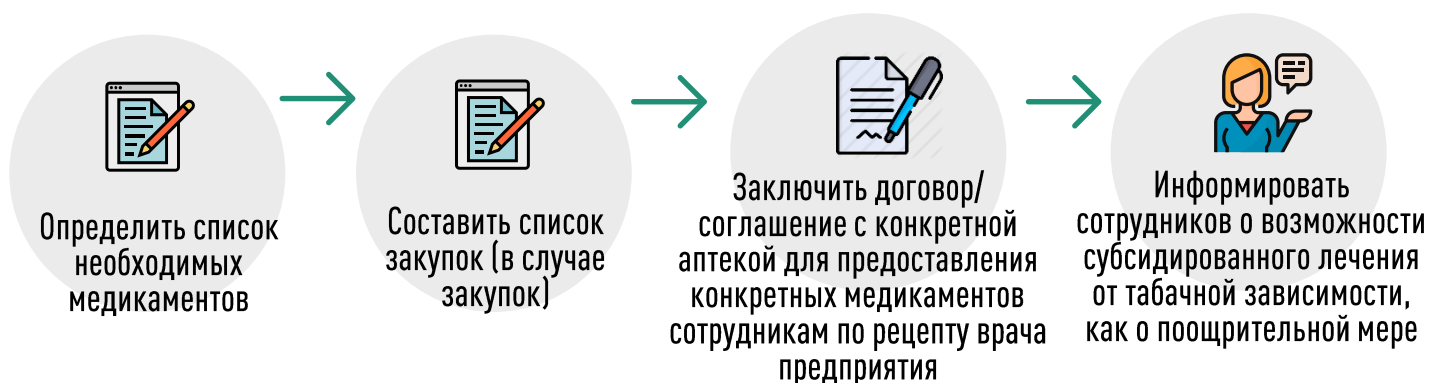 Определить список
необходимых
медикаментов
Составить список
закупок (в случае
закупок)
Заключить договор/
соглашение с конкретной
аптекой для предоставления
конкретных медикаментов
сотрудникам по рецепту врача
предприятия
Информировать
сотрудников о возможности
субсидированного лечения
от табачной зависимости,
как о поощрительной мере